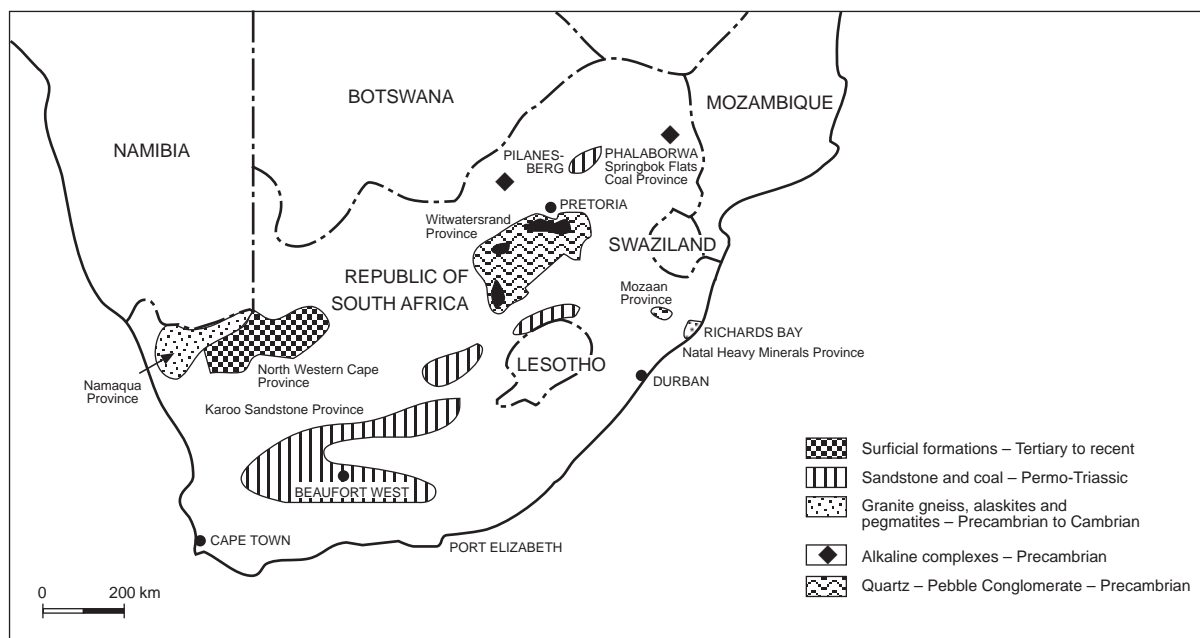 BOTSWANA
MOZAMBIQUE
NAMIBIA
PILANES-
BERG
PHALABORWA
Springbok Flats
Coal Province
PRETORIA
Witwatersrand
Province
SWAZILAND
REPUBLIC OF
SOUTH AFRICA
Mozaan
Province
RICHARDS BAY
Natal Heavy Minerals Province
LESOTHO
North Western Cape
Province
DURBAN
Namaqua
Province
Karoo Sandstone Province
BEAUFORT WEST
CAPE TOWN
PORT ELIZABETH
0 200 km
Surficial formations – Tertiary to recent
Sandstone and coal – Permo-Triassic
Granite gneiss, alaskites and
pegmatites – Precambrian to Cambrian
Alkaline complexes – Precambrian
Quartz – Pebble Conglomerate – Precambrian